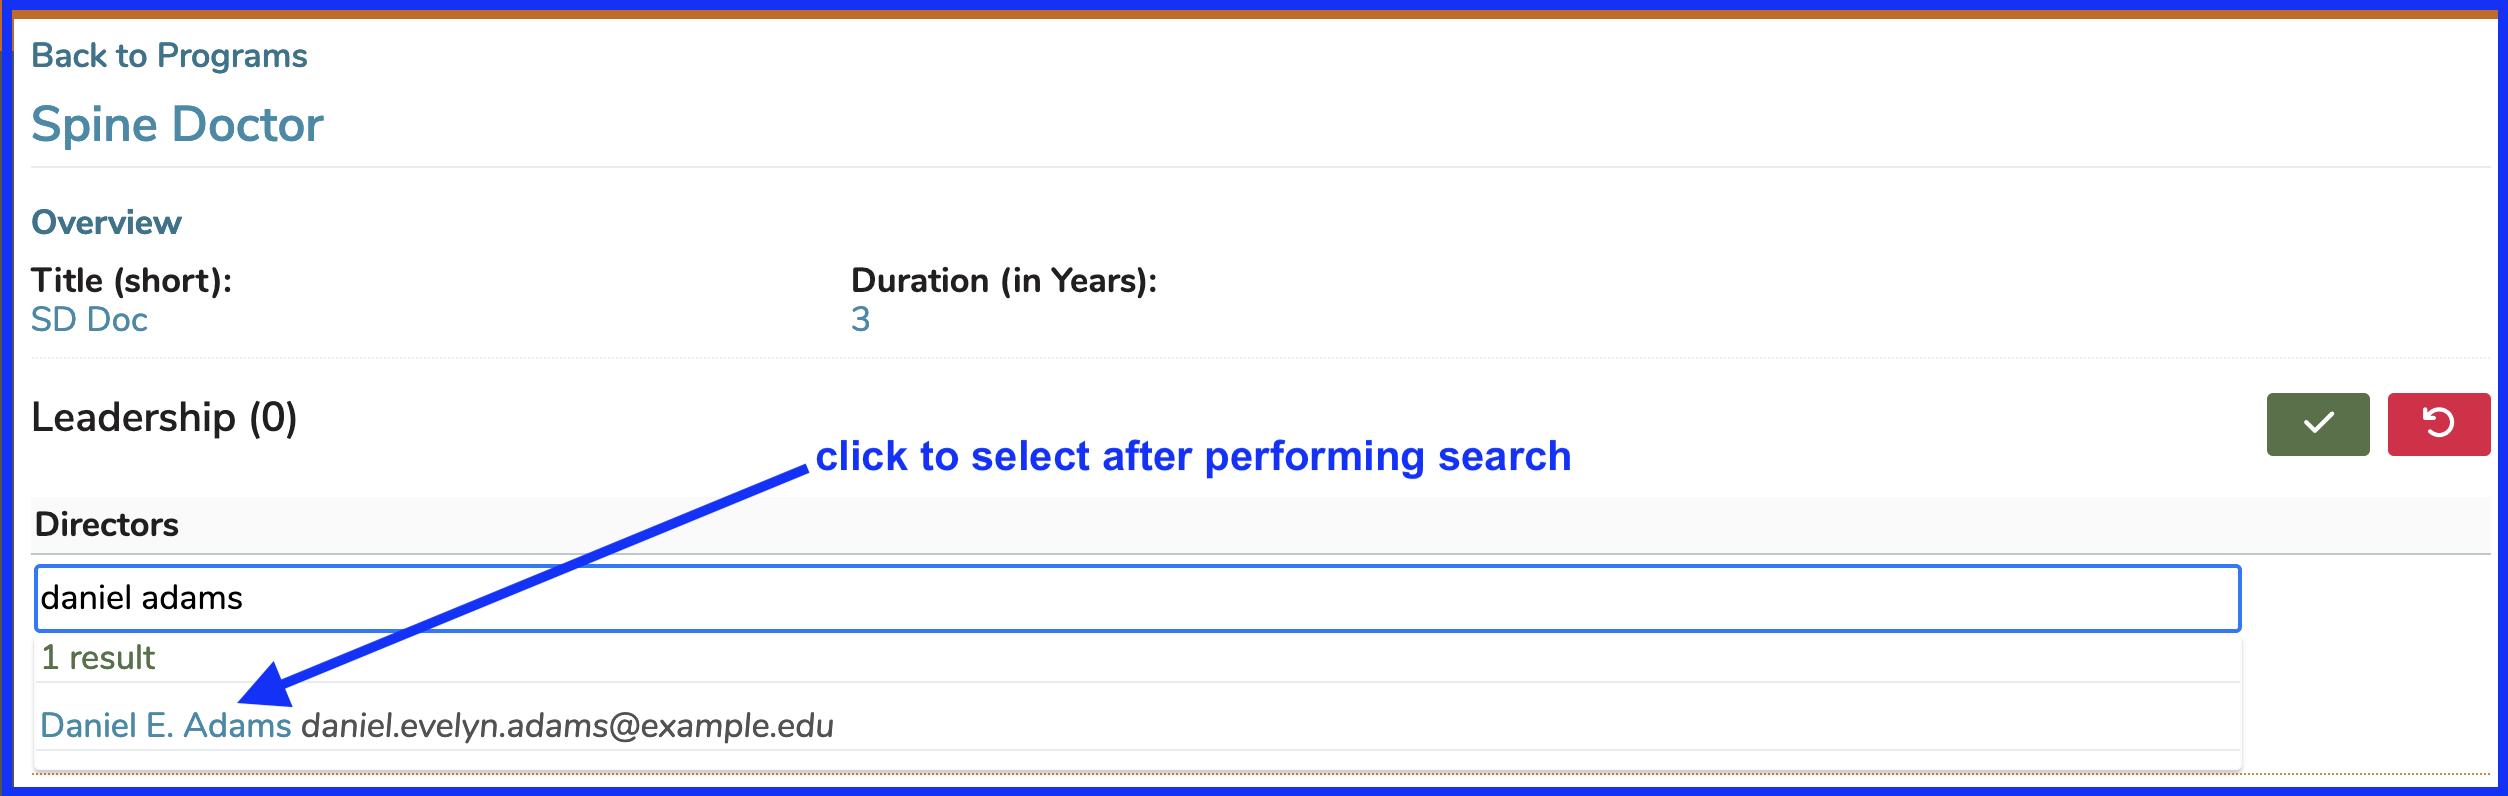 Back to Programs
Spine Doctor
Overview
Title (short):
SD Doc
Duration (in Years):
3
Leadership (0)
click to select after performing search
Directors
daniel adams
1 result
Daniel E. Adams daniel.evelyn.adams@example.edu